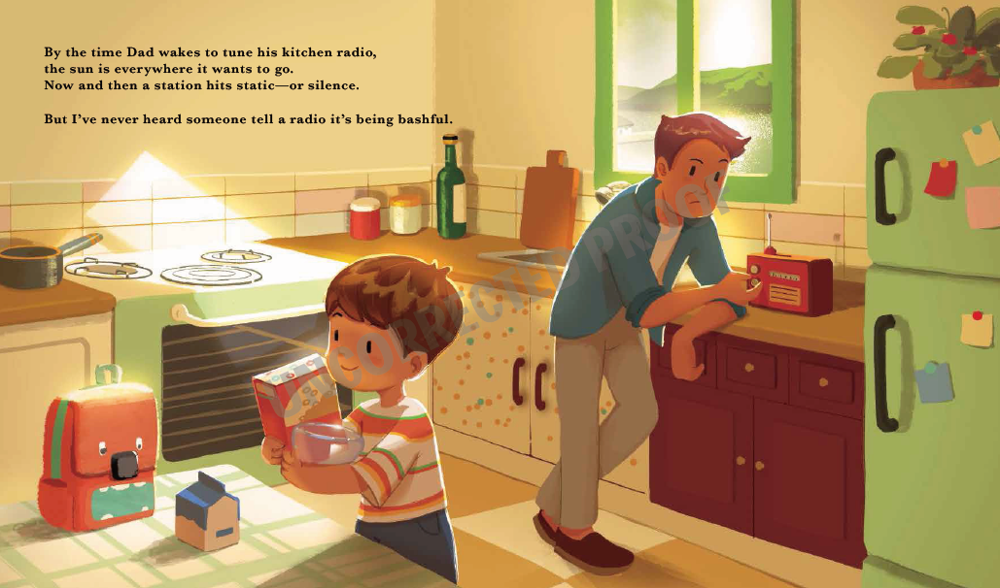 By the time Dad wakes to tune his kitchen radio,
the sun is everywhere it wants to go.
Now and then a station hits static—or silence.
But I’ve never heard someone tell a radio it’s being bashful.
UNCORRECTED PROOF